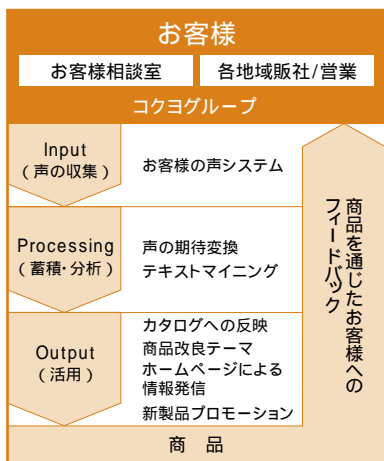 お客様
お客様相談室
各地域販社/営業
コクヨグループ
Input
(声の収集)
お客様の声システム
Processing
(蓄積・分析)
声の期待変換
テキストマイニング
Output
(活用)
カタログへの反映
商品改良テーマ
ホームページによる
情報発信
新製品プロモーション
商品を通じたお客様への
フィードバック
商 品